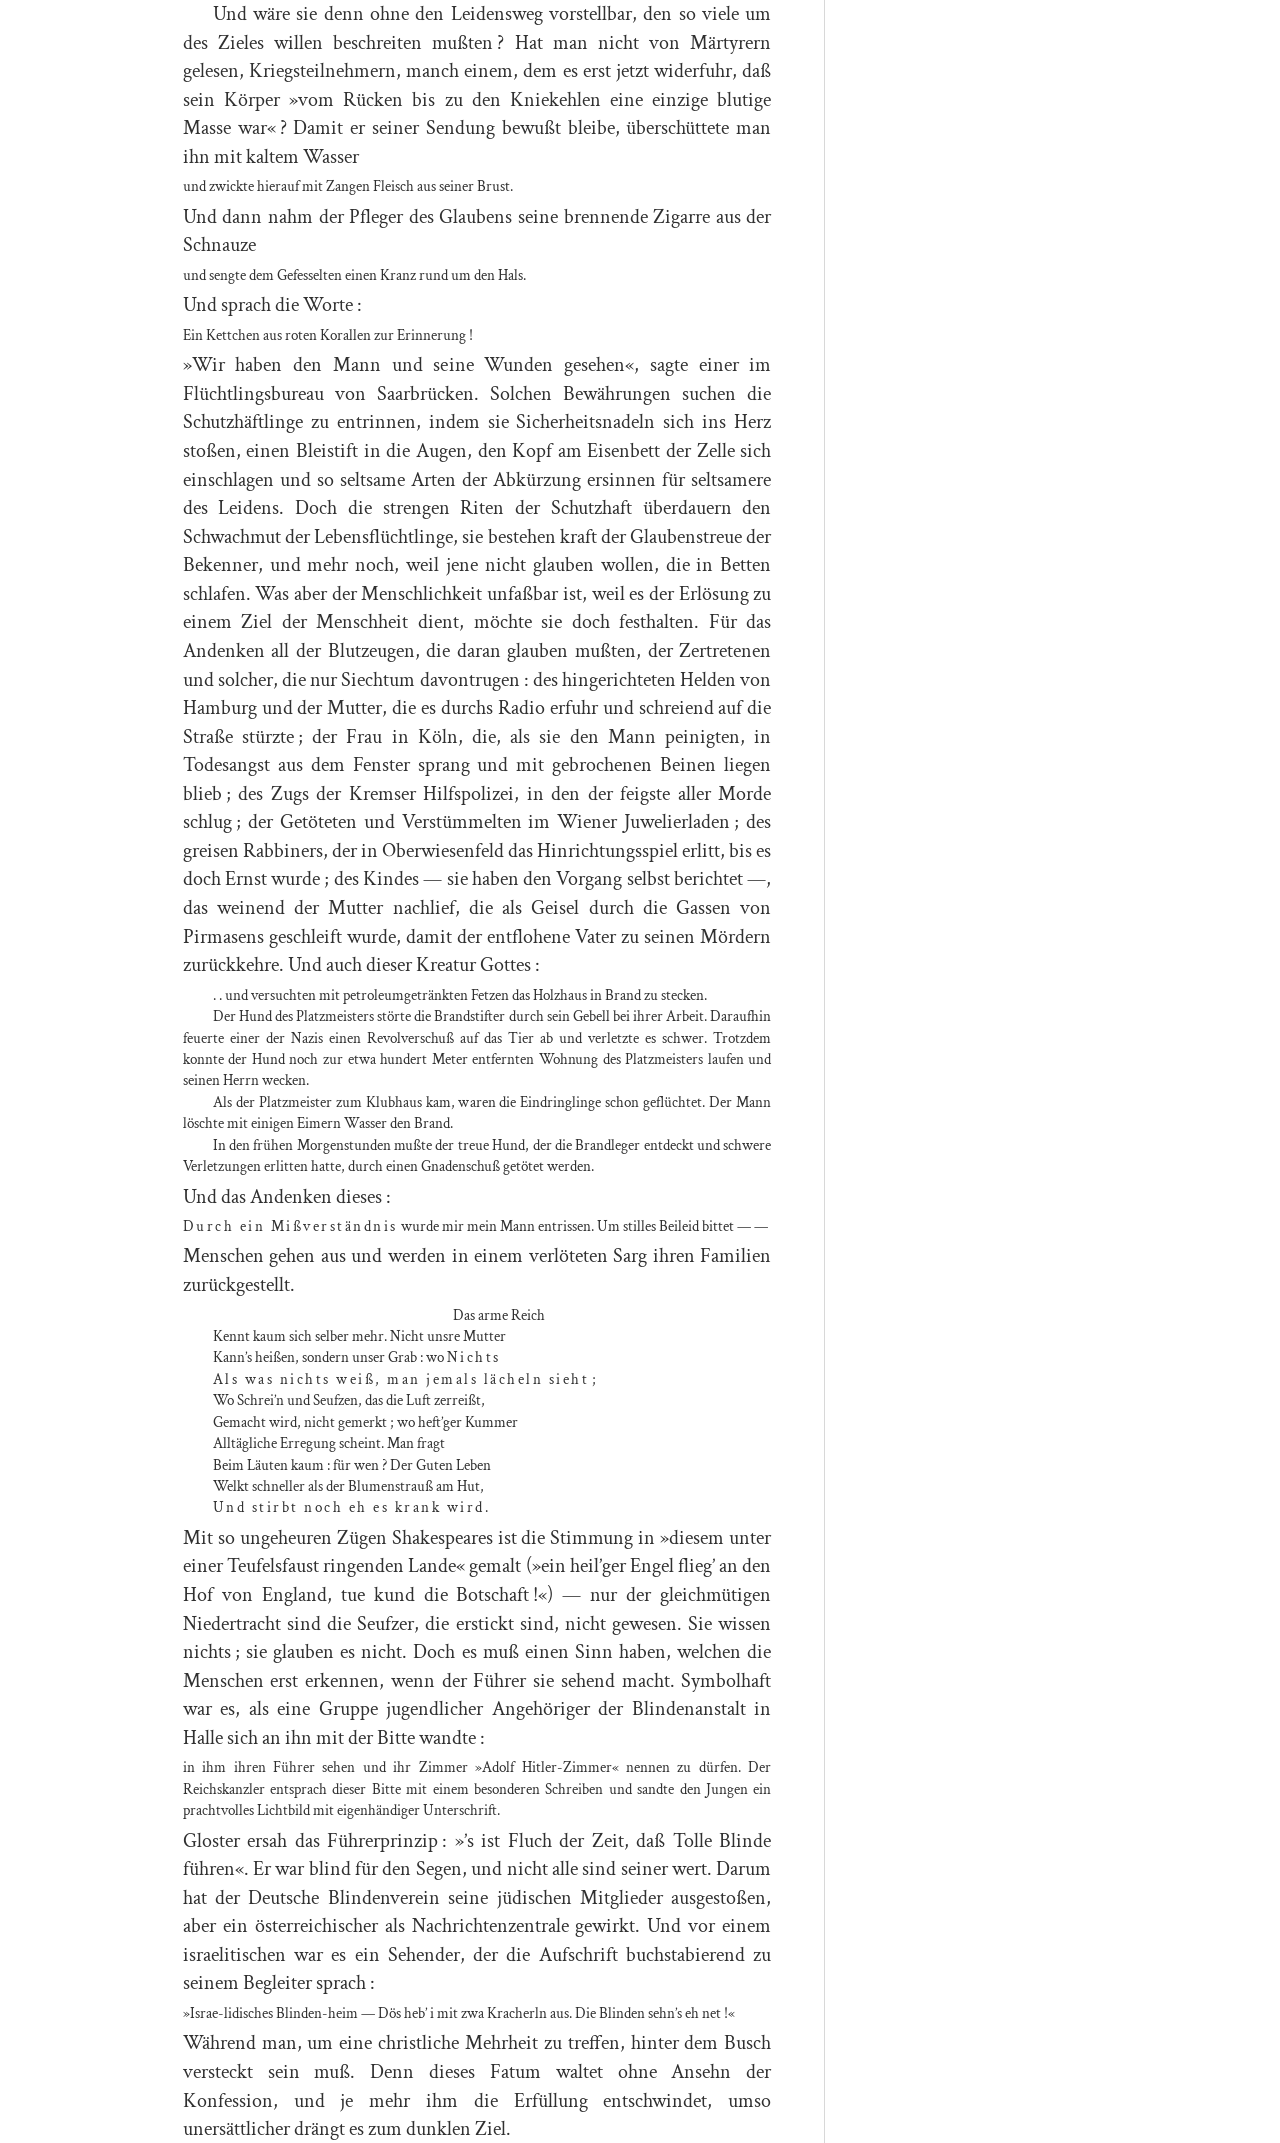 Und wäre sie denn ohne den Leidensweg vorstellbar, den so viele um
des Zieles willen beschreiten mußten ? Hat man nicht von Märtyrern
gelesen, Kriegsteilnehmern, manch einem, dem es erst jetzt widerfuhr, daß
sein Körper »vom Rücken bis zu den Kniekehlen eine einzige blutige
Masse war« ? Damit er seiner Sendung bewußt bleibe, überschüttete man
ihn mit kaltem Wasser
und zwickte hierauf mit Zangen Fleisch aus seiner Brust.
Und dann nahm der Pfleger des Glaubens seine brennende Zigarre aus der
Schnauze
und sengte dem Gefesselten einen Kranz rund um den Hals.
Und sprach die Worte :
Ein Kettchen aus roten Korallen zur Erinnerung !
»Wir haben den Mann und seine Wunden gesehen«, sagte einer im
Flüchtlingsbureau von Saarbrücken. Solchen Bewährungen suchen die
Schutzhäftlinge zu entrinnen, indem sie Sicherheitsnadeln sich ins Herz
stoßen, einen Bleistift in die Augen, den Kopf am Eisenbett der Zelle sich
einschlagen und so seltsame Arten der Abkürzung ersinnen für seltsamere
des Leidens. Doch die strengen Riten der Schutzhaft überdauern den
Schwachmut der Lebensflüchtlinge, sie bestehen kraft der Glaubenstreue der
Bekenner, und mehr noch, weil jene nicht glauben wollen, die in Betten
schlafen. Was aber der Menschlichkeit unfaßbar ist, weil es der Erlösung zu
einem Ziel der Menschheit dient, möchte sie doch festhalten. Für das
Andenken all der Blutzeugen, die daran glauben mußten, der Zertretenen
und solcher, die nur Siechtum davontrugen : des hingerichteten Helden von
Hamburg und der Mutter, die es durchs Radio erfuhr und schreiend auf die
Straße stürzte ; der Frau in Köln, die, als sie den Mann peinigten, in
Todesangst aus dem Fenster sprang und mit gebrochenen Beinen liegen
blieb ; des Zugs der Kremser Hilfspolizei, in den der feigste aller Morde
schlug ; der Getöteten und Verstümmelten im Wiener Juwelierladen ; des
greisen Rabbiners, der in Oberwiesenfeld das Hinrichtungsspiel erlitt, bis es
doch Ernst wurde ; des Kindes — sie haben den Vorgang selbst berichtet —,
das weinend der Mutter nachlief, die als Geisel durch die Gassen von
Pirmasens geschleift wurde, damit der entflohene Vater zu seinen Mördern
zurückkehre. Und auch dieser Kreatur Gottes :
. . und versuchten mit petroleumgetränkten Fetzen das Holzhaus in Brand zu stecken.
Der Hund des Platzmeisters störte die Brandstifter durch sein Gebell bei ihrer Arbeit. Daraufhin
feuerte einer der Nazis einen Revolverschuß auf das Tier ab und verletzte es schwer. Trotzdem
konnte der Hund noch zur etwa hundert Meter entfernten Wohnung des Platzmeisters laufen und
seinen Herrn wecken.
Als der Platzmeister zum Klubhaus kam, waren die Eindringlinge schon geflüchtet. Der Mann
löschte mit einigen Eimern Wasser den Brand.
In den frühen Morgenstunden mußte der treue Hund, der die Brandleger entdeckt und schwere
Verletzungen erlitten hatte, durch einen Gnadenschuß getötet werden.
Und das Andenken dieses :
Durch ein Mißverständnis wurde mir mein Mann entrissen. Um stilles Beileid bittet — —
Menschen gehen aus und werden in einem verlöteten Sarg ihren Familien
zurückgestellt.
Das arme Reich
Kennt kaum sich selber mehr. Nicht unsre Mutter
Kann’s heißen, sondern unser Grab : wo Nichts
Als was nichts weiß, man jemals lächeln sieht ;
Wo Schrei’n und Seufzen, das die Luft zerreißt,
Gemacht wird, nicht gemerkt ; wo heft’ger Kummer
Alltägliche Erregung scheint. Man fragt
Beim Läuten kaum : für wen ? Der Guten Leben
Welkt schneller als der Blumenstrauß am Hut,
Und stirbt noch eh es krank wird.
Mit so ungeheuren Zügen Shakespeares ist die Stimmung in »diesem unter
einer Teufelsfaust ringenden Lande« gemalt (»ein heil’ger Engel flieg’ an den
Hof von England, tue kund die Botschaft !«) — nur der gleichmütigen
Niedertracht sind die Seufzer, die erstickt sind, nicht gewesen. Sie wissen
nichts ; sie glauben es nicht. Doch es muß einen Sinn haben, welchen die
Menschen erst erkennen, wenn der Führer sie sehend macht. Symbolhaft
war es, als eine Gruppe jugendlicher Angehöriger der Blindenanstalt in
Halle sich an ihn mit der Bitte wandte :
in ihm ihren Führer sehen und ihr Zimmer »Adolf Hitler-Zimmer« nennen zu dürfen. Der
Reichskanzler entsprach dieser Bitte mit einem besonderen Schreiben und sandte den Jungen ein
prachtvolles Lichtbild mit eigenhändiger Unterschrift.
Gloster ersah das Führerprinzip : »’s ist Fluch der Zeit, daß Tolle Blinde
führen«. Er war blind für den Segen, und nicht alle sind seiner wert. Darum
hat der Deutsche Blindenverein seine jüdischen Mitglieder ausgestoßen,
aber ein österreichischer als Nachrichtenzentrale gewirkt. Und vor einem
israelitischen war es ein Sehender, der die Aufschrift buchstabierend zu
seinem Begleiter sprach :
»Israe-lidisches Blinden-heim — Dös heb’ i mit zwa Kracherln aus. Die Blinden sehn’s eh net !«
Während man, um eine christliche Mehrheit zu treffen, hinter dem Busch
versteckt sein muß. Denn dieses Fatum waltet ohne Ansehn der
Konfession, und je mehr ihm die Erfüllung entschwindet, umso
unersättlicher drängt es zum dunklen Ziel.